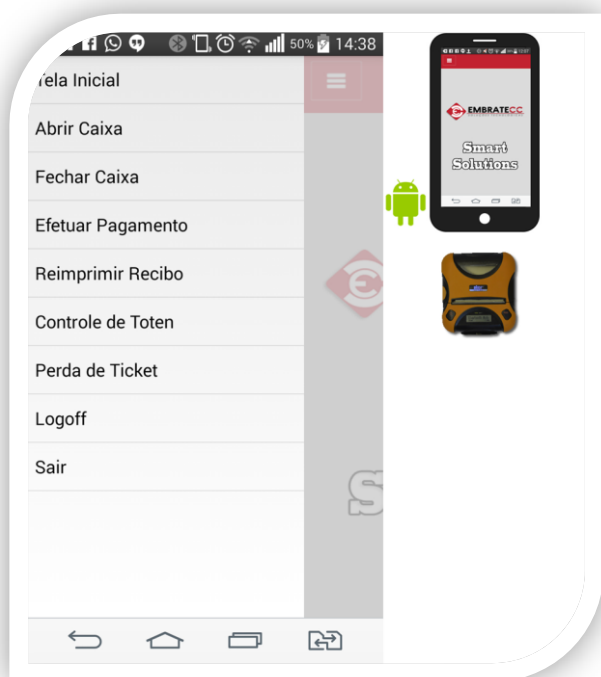 50% 14:38
Tela Inicial
Abrir Caixa
Fechar Caixa
Efetuar Pagamento
Reimprimir Recibo
Controle de Toten
Perda de Ticket
Logoff
Sair
S
EMBRATECC
Smart
Solutions